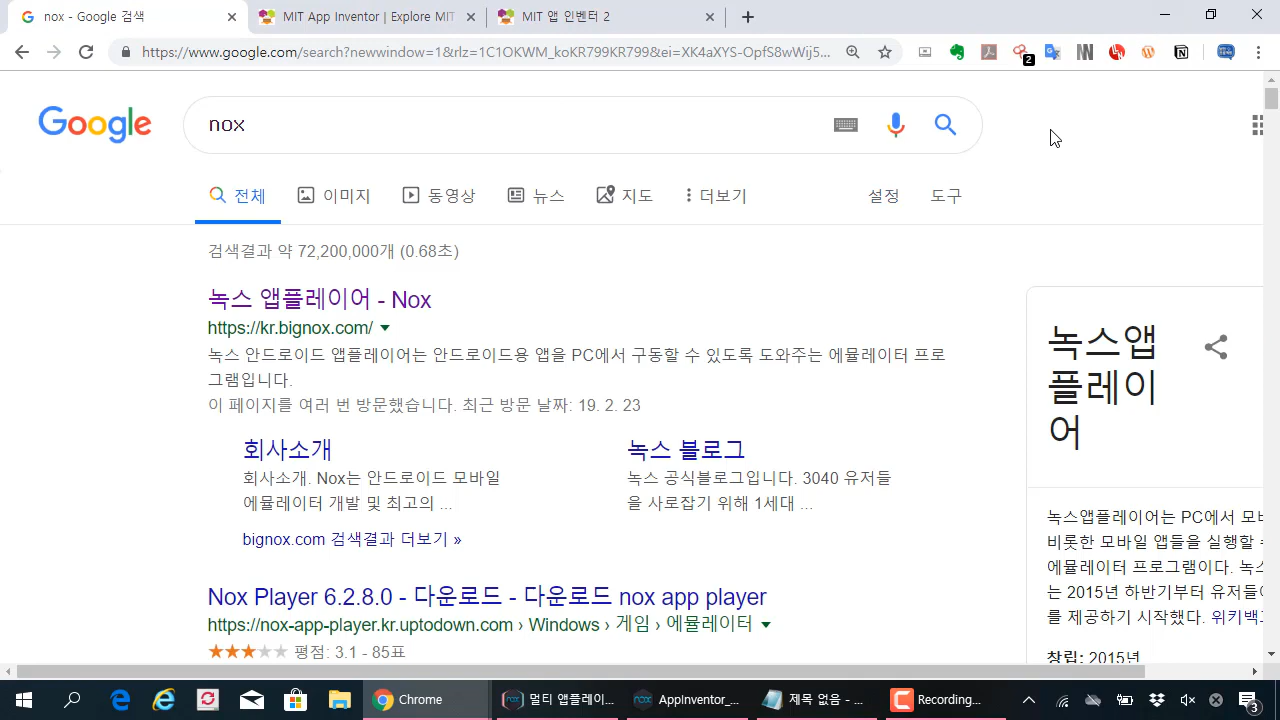 nox - Google 검색
MIT App Inventor | Explore MIT
MIT 앱 인벤터 2
https://www.google.com/search?newwindow=1&rlz=1C1OKWM_koKR799KR799&ei=XK4aXYS-OpfS8wWij5...
2
Google
nox
전체
이미지
동영상
뉴스
지도
더보기
설정
도구
검색결과 약 72,200,000개 (0.68초)
녹스 앱플레이어 - Nox
https://kr.bignox.com/
녹스 안드로이드 앱플레이어는 안드로이드용 앱을 PC에서 구동할 수 있도록 도와주는 에뮬레이터 프로
그램입니다.
이 페이지를 여러 번 방문했습니다. 최근 방문 날짜: 19. 2. 23
회사소개
회사소개. Nox는 안드로이드 모바일
에뮬레이터 개발 및 최고의 ...
녹스 블로그
녹스 공식블로그입니다. 3040 유저들
을 사로잡기 위해 1세대 ...
bignox.com 검색결과 더보기 »
Nox Player 6.2.8.0 - 다운로드 - 다운로드 nox app player
https://nox-app-player.kr.uptodown.com › Windows › 게임 › 에뮬레이터
평점: 3.1 - 85표
녹스앱
플레이
어
녹스앱플레이어는 PC에서 모바
비롯한 모바일 앱들을 실행할
에뮬레이터 프로그램이다. 녹스
는 2015년 하반기부터 유저들에
를 제공하기 시작했다. 위키백
창립: 2015년
Chrome
멀티 앱플레이...
AppInventor_...
제목 없음 - ...
Recording...
3